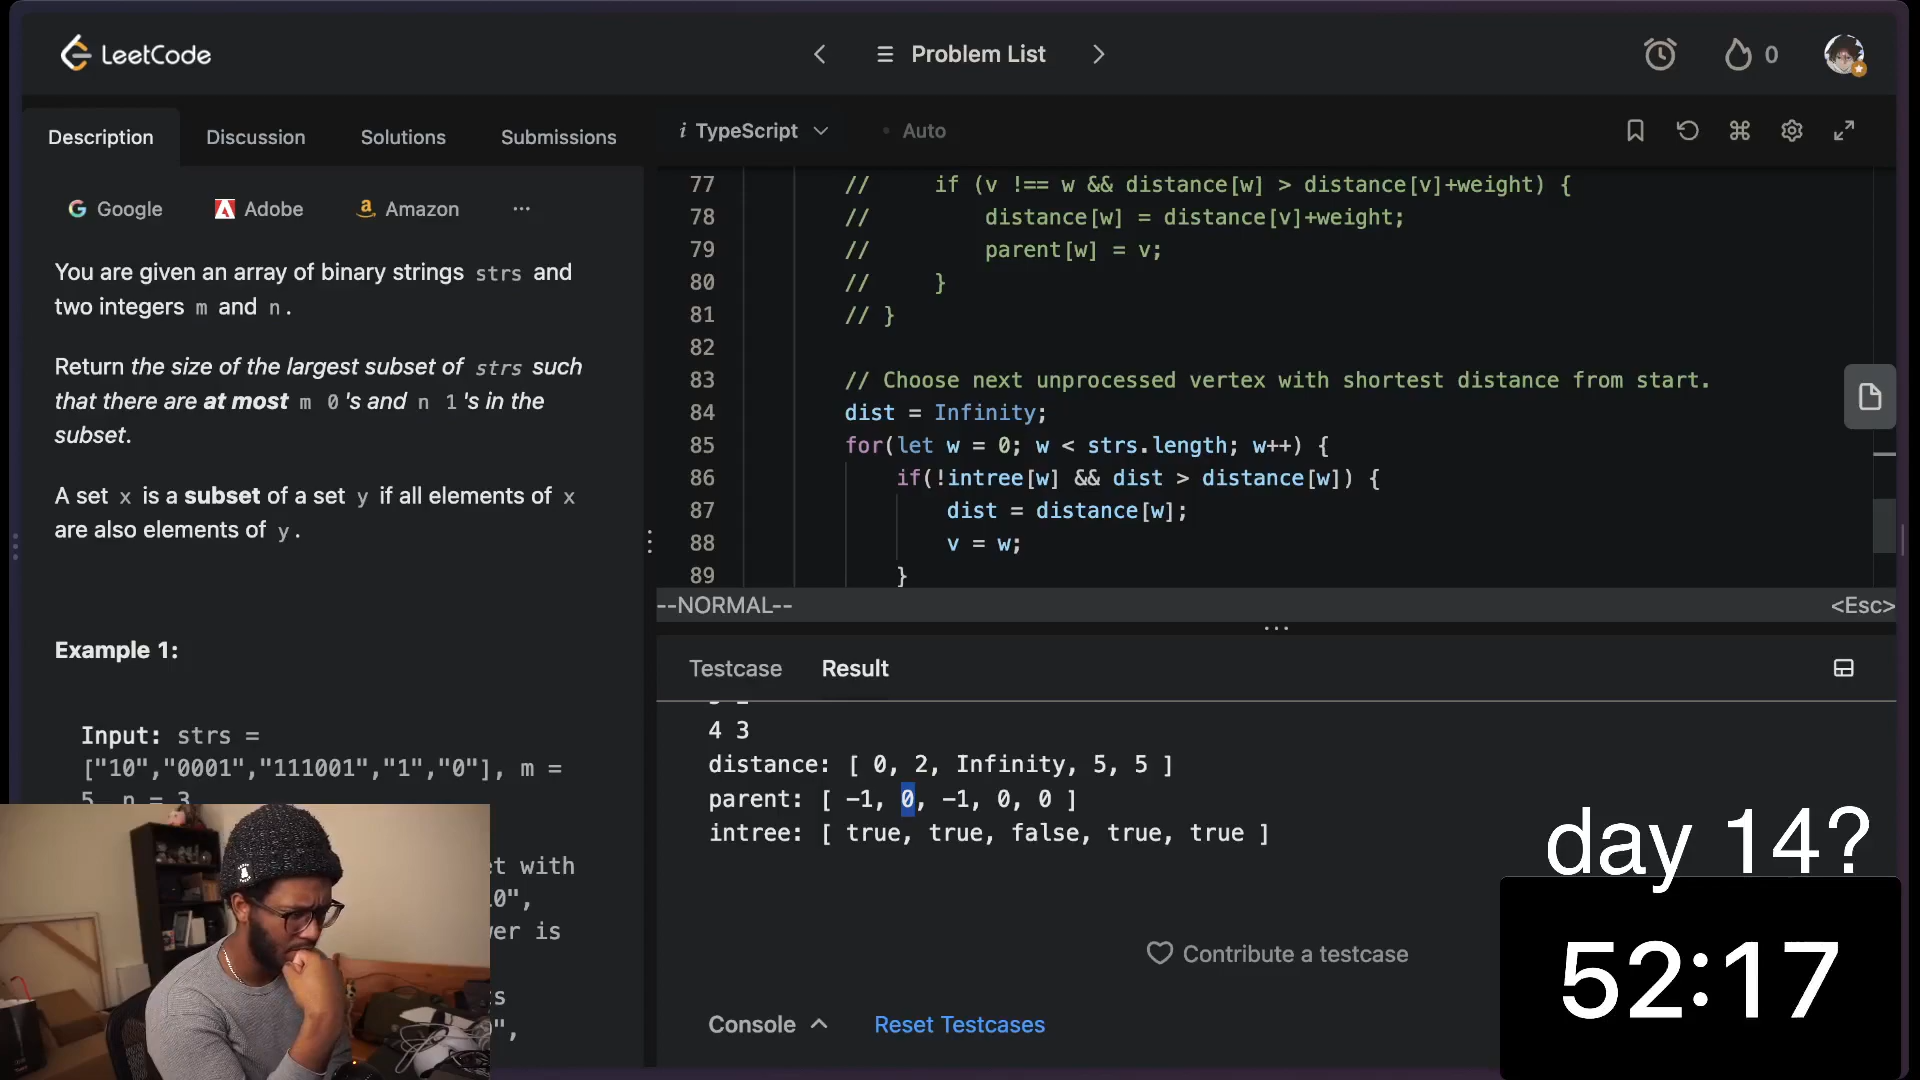 LeetCode
Problem List
0
Description
Discussion
Solutions
Submissions
i TypeScript
Auto
Google
Adobe
Amazon
...
You are given an array of binary strings strs and
two integers m and n.
Return the size of the largest subset of strs such
that there are at most m 0's and n 1's in the
subset.
A set x is a subset of a set y if all elements of x
are also elements of y.
Example 1:
Input: strs =
["10","0001","111001","1","0"], m =
5, n = 3
et with
10",
er is
s
",
77 // if (v !== w && distance[w] > distance[v]+weight) {
78 // distance[w] = distance[v]+weight;
79 // parent[w] = v;
80 // }
81 // }
82
83 // Choose next unprocessed vertex with shortest distance from start.
84 dist = Infinity;
85 for(let w = 0; w < strs.length; w++) {
86 if(!intree[w] && dist > distance[w]) {
87 dist = distance[w];
88 v = w;
89 }
--NORMAL--
<Esc>
Testcase
Result
4 3
distance: [ 0, 2, Infinity, 5, 5 ]
parent: [ -1, 0, -1, 0, 0 ]
intree: [ true, true, false, true, true ]
Contribute a testcase
Console
Reset Testcases
day 14?
52:17